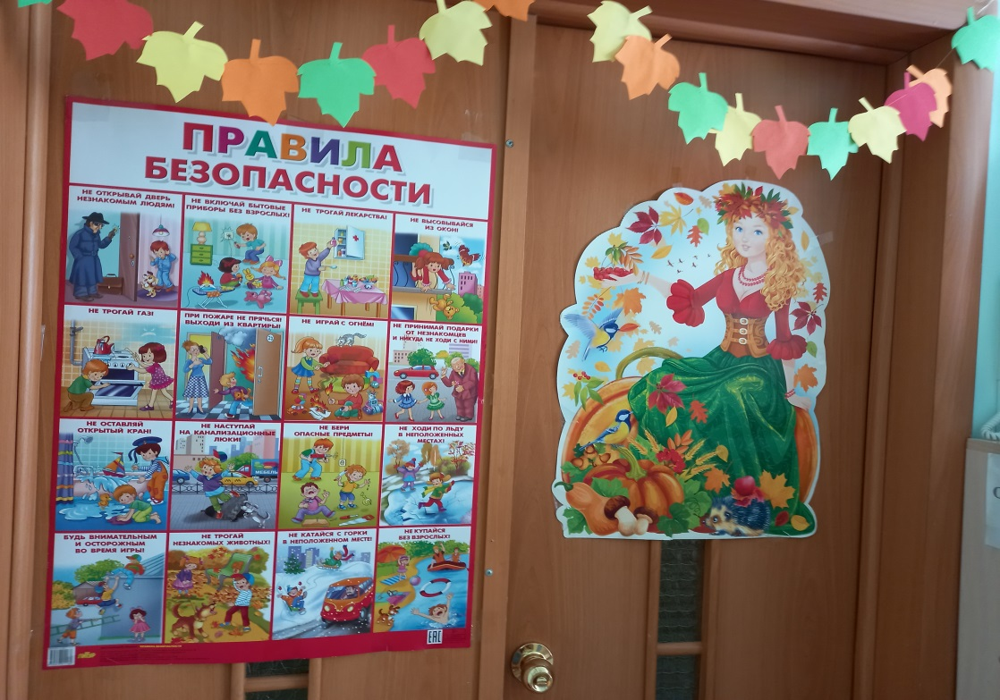 ПРАВИЛА
БЕЗОПАСНОСТИ
НЕ ОТКРЫВАЙ ДВЕРЬ
НЕЗНАКОМЫМ ЛЮДЯМ!
НЕ ВКЛЮЧАЙ БЫТОВЫЕ
ПРИБОРЫ БЕЗ ВЗРОСЛЫХ!
НЕ ТРОГАЙ ЛЕКАРСТВА!
НЕ ВЫСОВЫВАЙСЯ
ИЗ ОКОН!
НЕ ТРОГАЙ ГАЗ!
ПРИ ПОЖАРЕ НЕ ПРЯЧЬСЯ!
ВЫХОДИ ИЗ КВАРТИРЫ!
НЕ ИГРАЙ С ОГНЁМ!
НЕ ПРИНИМАЙ ПОДАРКИ
ОТ НЕЗНАКОМЦЕВ
И НИКУДА НЕ ХОДИ С НИМИ!
НЕ ОСТАВЛЯЙ
ОТКРЫТЫЙ КРАН!
НЕ НАСТУПАЙ
НА КАНАЛИЗАЦИОННЫЕ
ЛЮКИ!
МЕБЕЛЬ
НЕ БЕРИ
ОПАСНЫЕ ПРЕДМЕТЫ!
НЕ ХОДИ ПО ЛЬДУ
В НЕПОЛОЖЕННЫХ
МЕСТАХ!
БУДЬ ВНИМАТЕЛЬНЫМ
И ОСТОРОЖНЫМ
ВО ВРЕМЯ ИГРЫ!
НЕ ТРОГАЙ
НЕЗНАКОМЫХ ЖИВОТНЫХ!
НЕ КАТАЙСЯ С ГОРКИ
В НЕПОЛОЖЕННОМ МЕСТЕ!
НЕ КУПАЙСЯ
БЕЗ ВЗРОСЛЫХ!
EAC